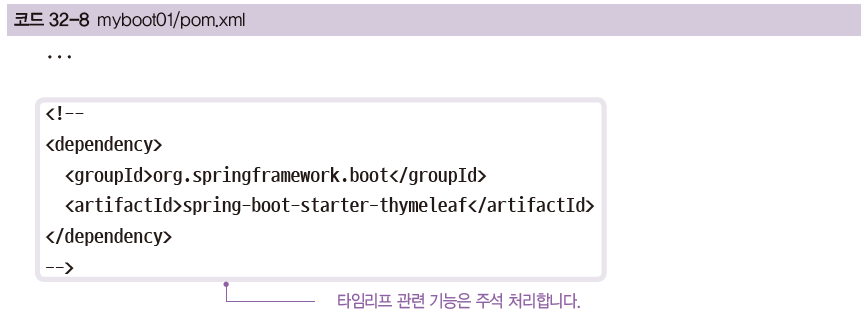 코드 32-8 myboot01/pom.xml
...
<!--
<dependency>
  <groupId>org.springframework.boot</groupId>
  <artifactId>spring-boot-starter-thymeleaf</artifactId>
</dependency>
-->
타임리프 관련 기능은 주석 처리합니다.